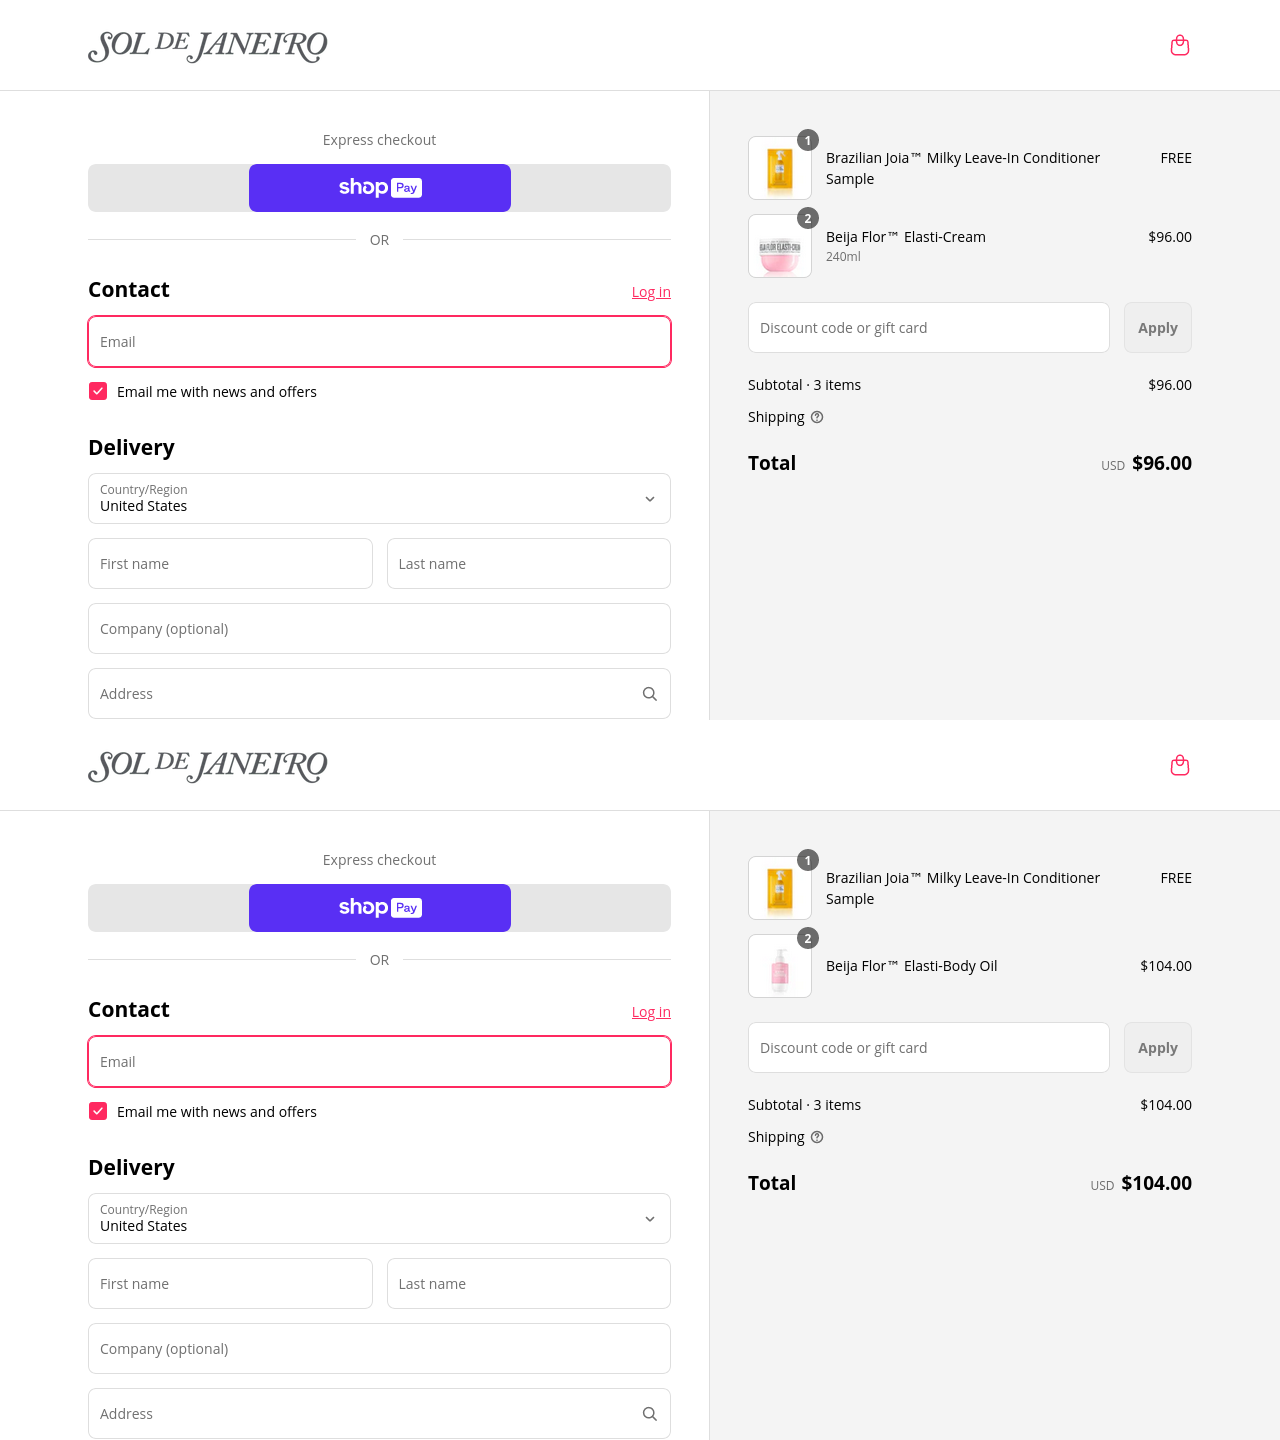 SOL DE JANEIRO
Express checkout
shop Pay
OR
Contact
Log in
Email
Email me with news and offers
Delivery
Country/Region
United States
First name
Last name
Company (optional)
Address
1
Brazilian Joia™ Milky Leave-In Conditioner
Sample
FREE
2
Beija Flor™ Elasti-Cream
240ml
$96.00
Discount code or gift card
Apply
Subtotal · 3 items
$96.00
Shipping
Total
USD $96.00
SOL DE JANEIRO
Express checkout
shop Pay
OR
Contact
Log in
Email
Email me with news and offers
Delivery
Country/Region
United States
First name
Last name
Company (optional)
Address
1
Brazilian Joia™ Milky Leave-In Conditioner
Sample
FREE
2
Beija Flor™ Elasti-Body Oil
$104.00
Discount code or gift card
Apply
Subtotal · 3 items
$104.00
Shipping
Total
USD $104.00